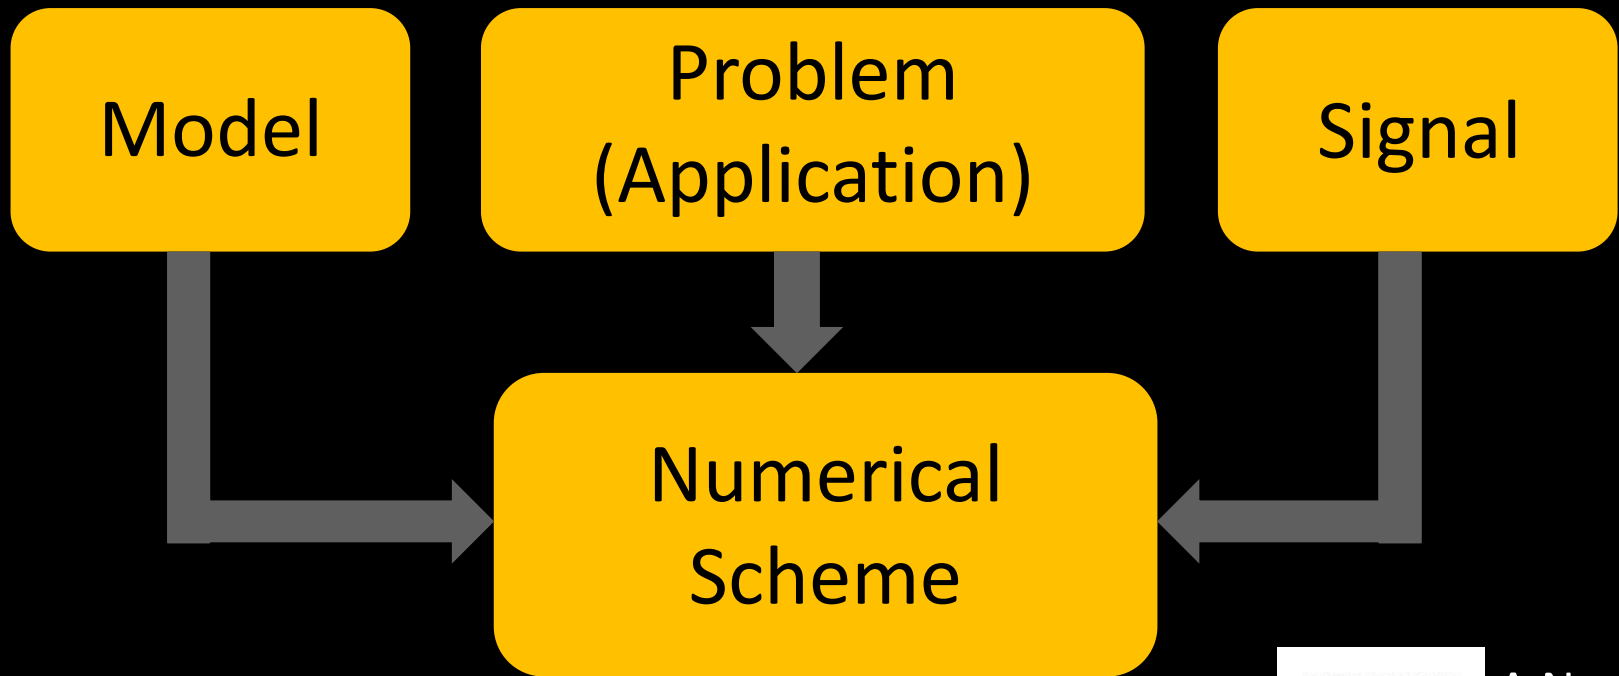 Model
Problem
(Application)
Signal
Numerical
Scheme